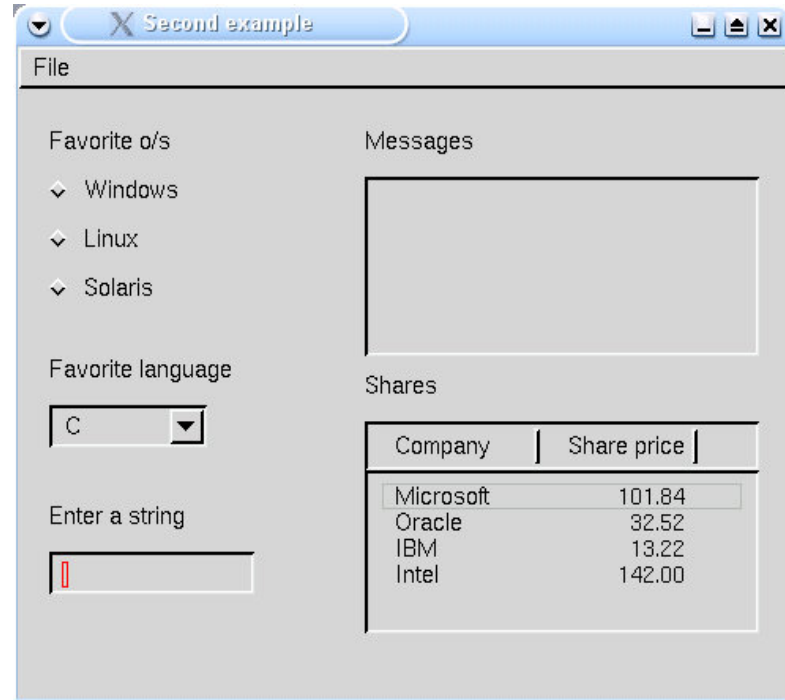 Second example
File
Favorite o/s
Windows
Linux
Solaris
Favorite language
C
Enter a string
Messages
Shares
Company Share price
Microsoft 101.84
Oracle 32.52
IBM 13.22
Intel 142.00